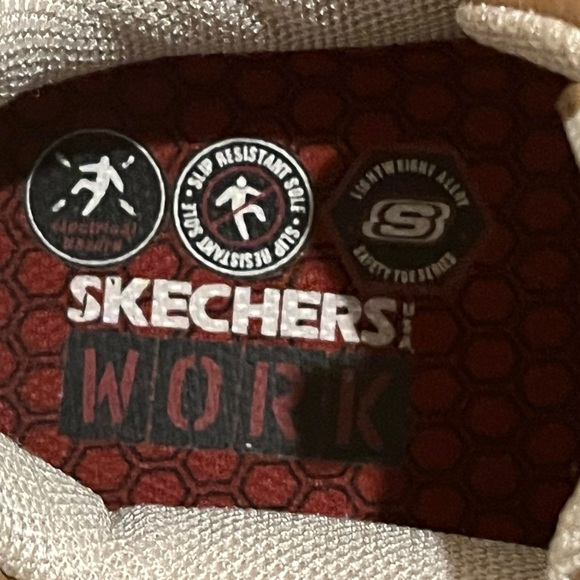 electrical
hazard
SLIP RESISTANT SOLE • SLIP RESISTANT SOLE •
LIGHTWEIGHT ALLOY
S
SAFETY TOE SERIES
SKECHERS
USA
WORK